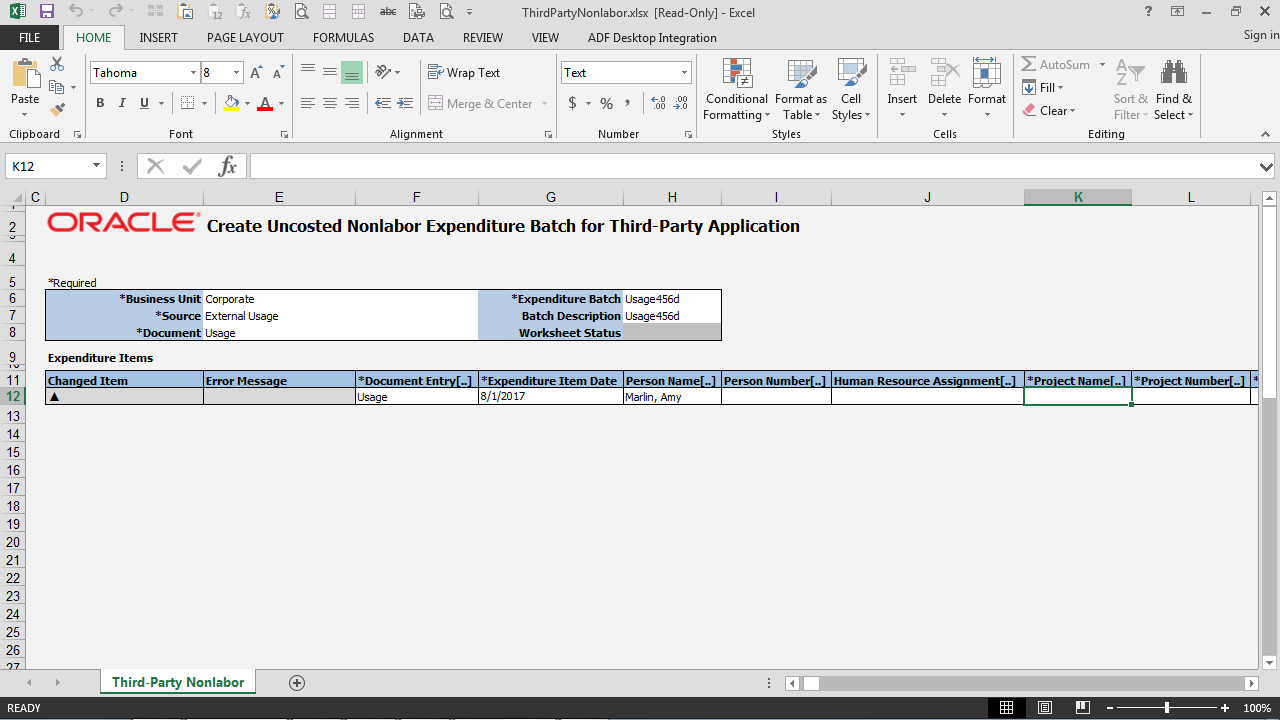 ThirdPartyNonlabor.xlsx [Read-Only] - Excel
FILE HOME INSERT PAGE LAYOUT FORMULAS DATA REVIEW VIEW ADF Desktop Integration Sign in
Tahoma 8 Wrap Text Text AutoSum
Paste Merge & Center Conditional Formatting Format as Table Cell Styles Insert Delete Format Fill Clear Sort & Filter Find & Select
Clipboard Font Alignment Number Styles Cells Editing
K12
C D E F G H I J K L
2 ORACLE Create Uncosted Nonlabor Expenditure Batch for Third-Party Application
4
5 *Required
6 *Business Unit Corporate *Expenditure Batch Usage456d
7 *Source External Usage Batch Description Usage456d
8 *Document Usage Worksheet Status
9 Expenditure Items
11 Changed Item Error Message *Document Entry[..] *Expenditure Item Date Person Name[..] Person Number[..] Human Resource Assignment[..] *Project Name[..] *Project Number[..] *
12 ▲ Usage 8/1/2017 Marlin, Amy
13
14
15
16
17
18
19
20
21
22
23
24
25
26
27
Third-Party Nonlabor
READY 100%